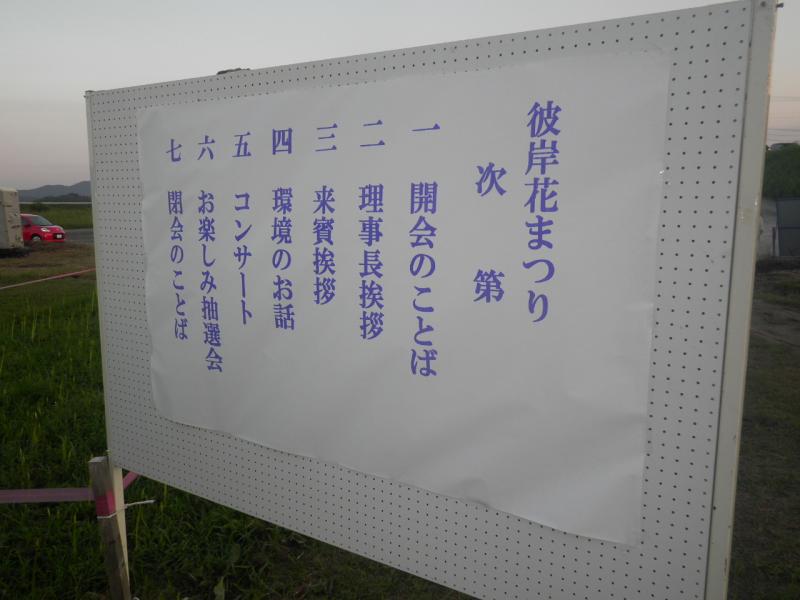 彼岸花まつり
次第
一 開会のことば
二 理事長挨拶
三 来賓挨拶
四 環境のお話
五 コンサート
六 お楽しみ抽選会
七 閉会のことば